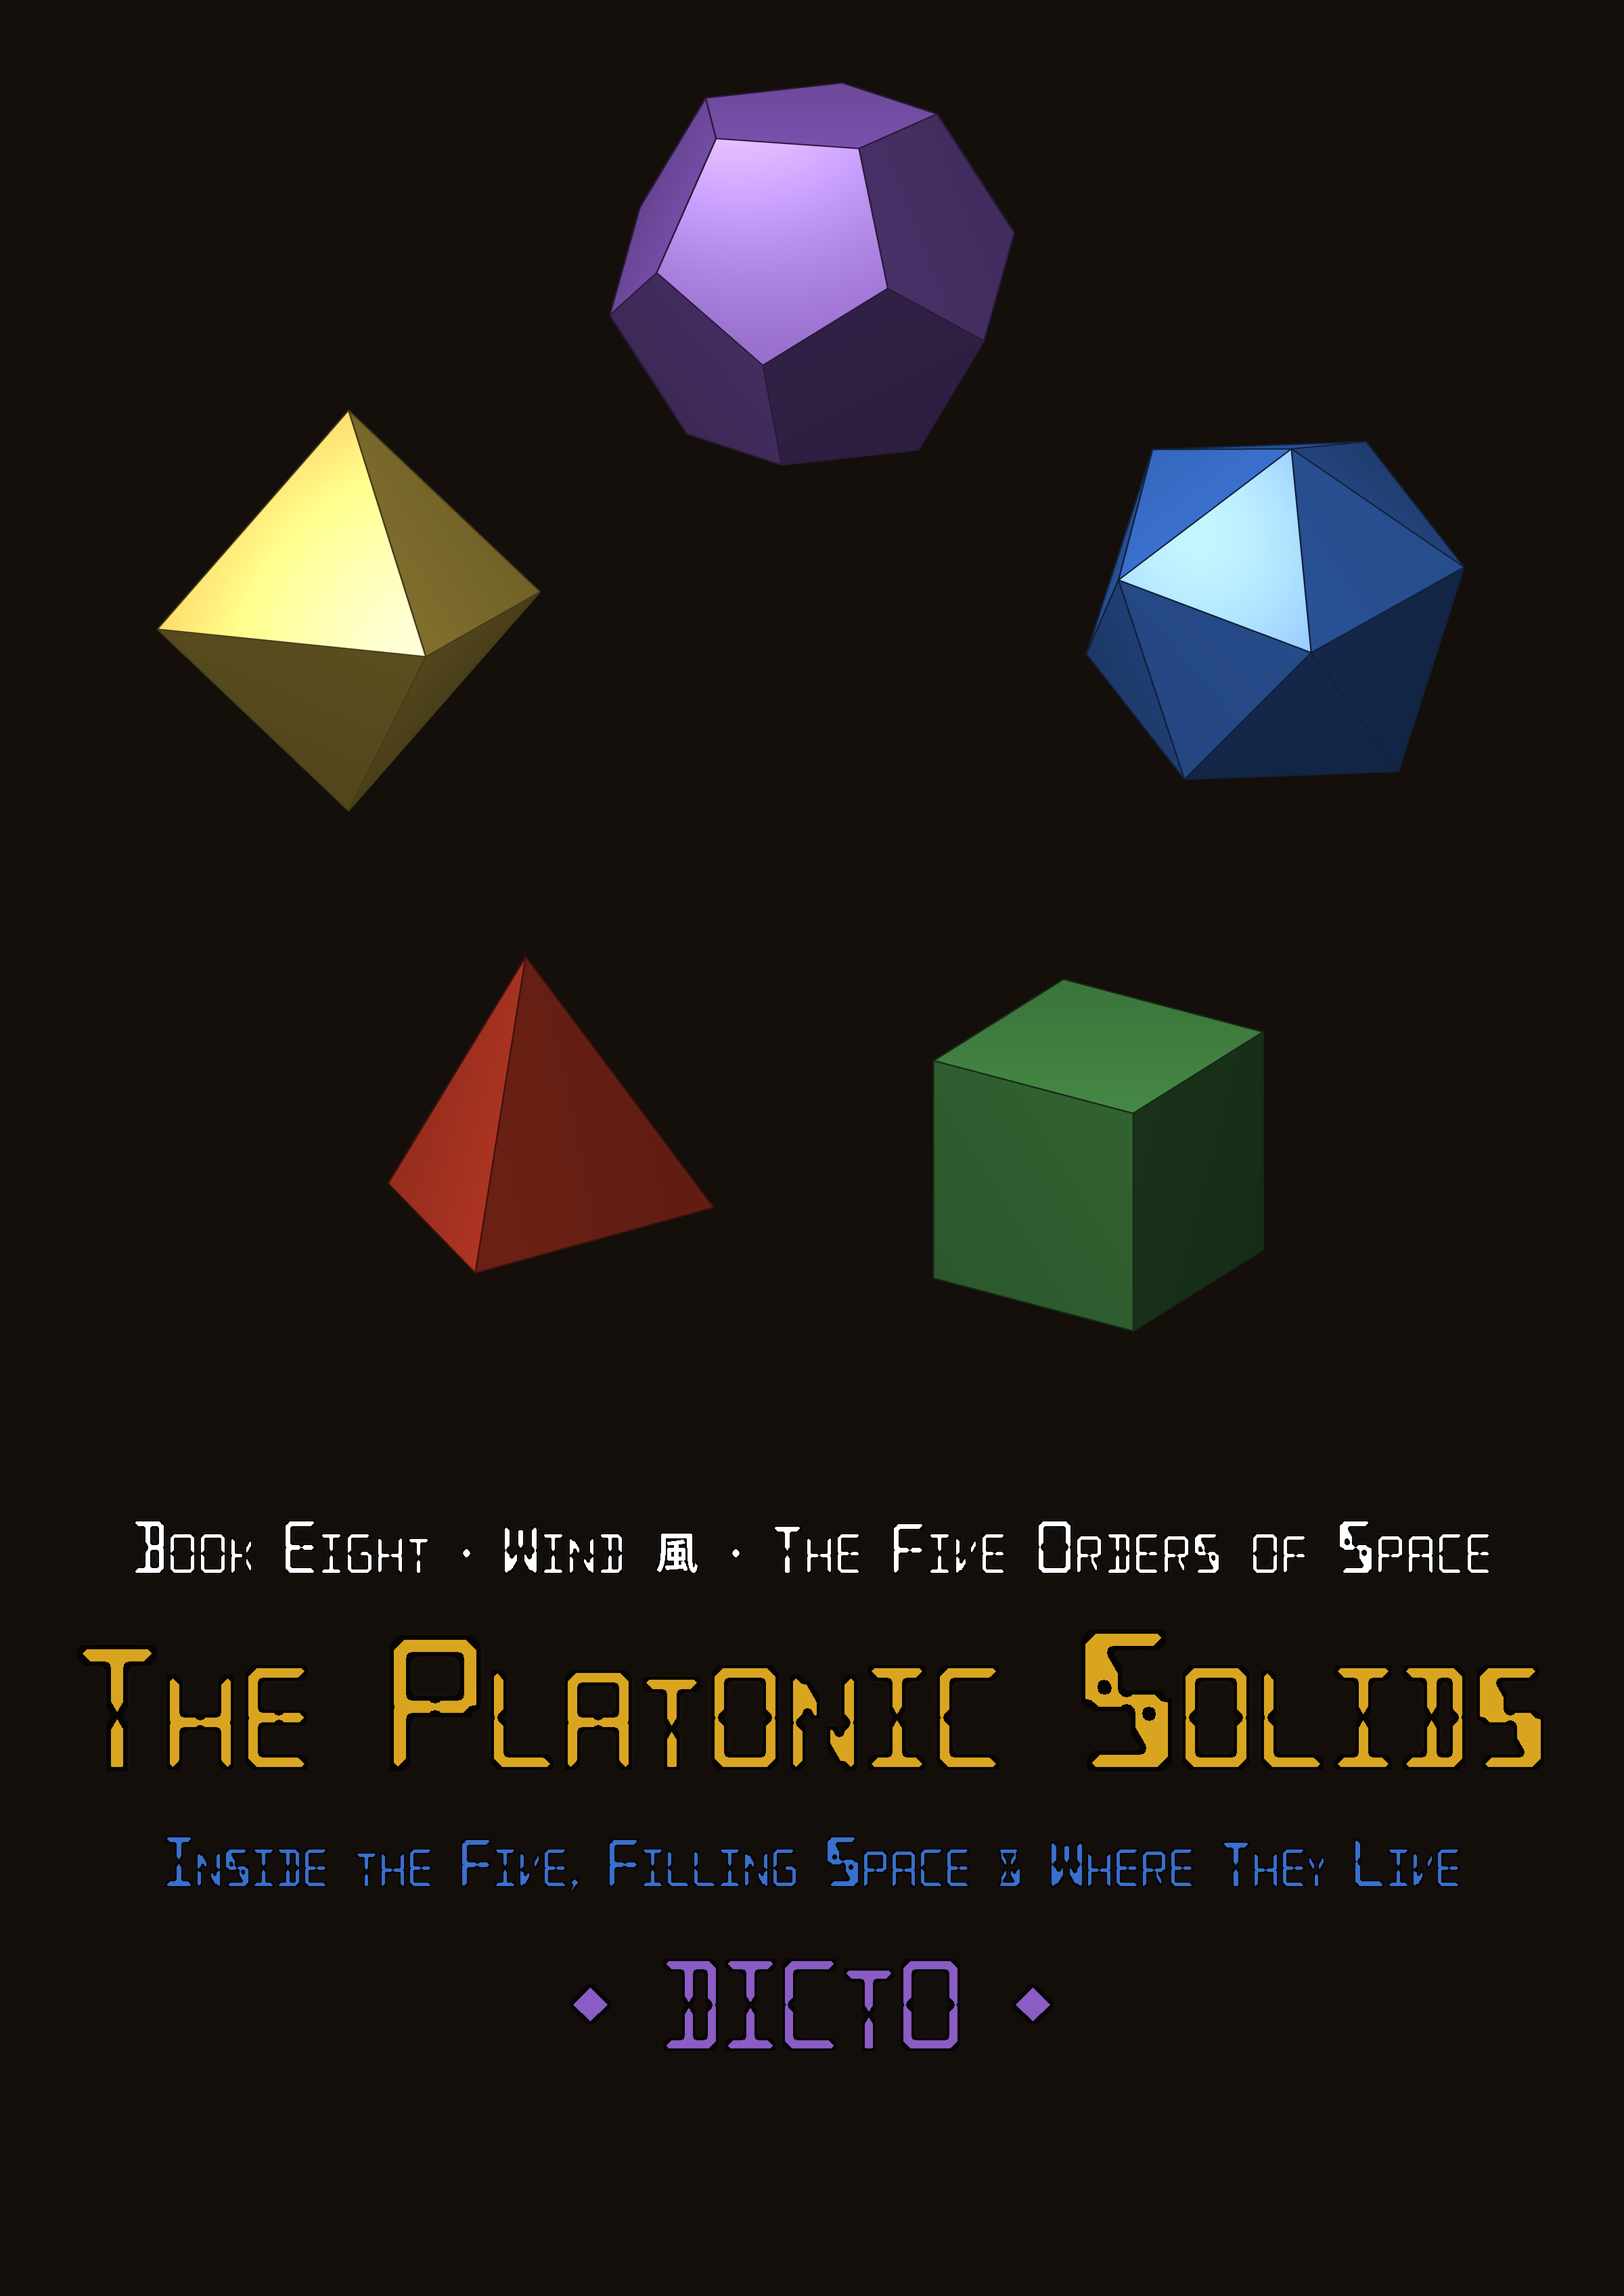 Book Eight · Wind 風 · The Five Orders of Space
The Platonic Solids
Inside the Five, Filling Space & Where They Live
◆ DICTO ◆